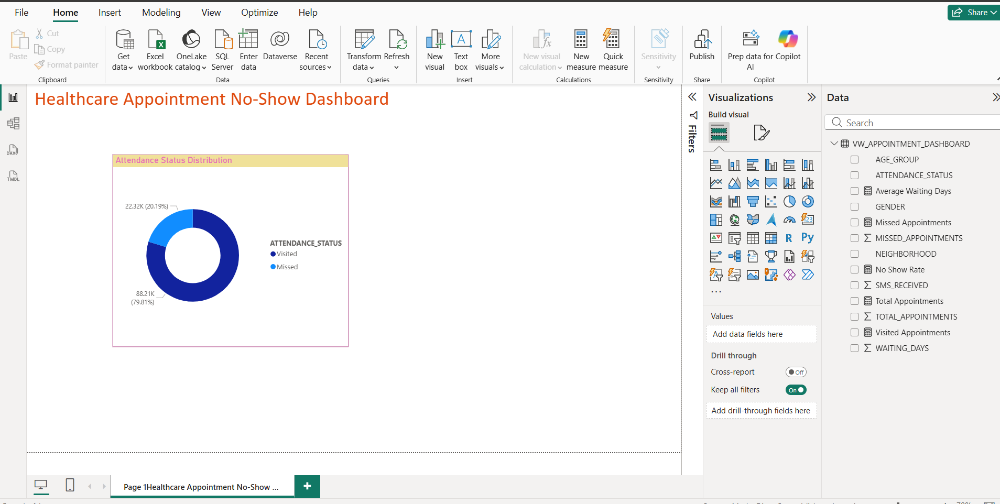 File Home Insert Modeling View Optimize Help Share
Paste
Cut
Copy
Format painter
Clipboard
Get data
Excel workbook
OneLake catalog
SQL Server
Enter data
Dataverse
Recent sources
Data
Transform data
Refresh
Queries
New visual
Text box
More visuals
Insert
New visual calculation
New measure
Quick measure
Calculations
Sensitivity
Sensitivity
Publish
Share
Prep data for AI
Copilot
Copilot
DAX
TMDL
Healthcare Appointment No-Show Dashboard
Attendance Status Distribution
22.32K (20.19%)
88.21K
(79.81%)
ATTENDANCE_STATUS
Visited
Missed
Filters
Visualizations
Build visual
123
R
Py
...
Values
Add data fields here
Drill through
Cross-report Off
Keep all filters On
Add drill-through fields here
Data
Search
VW_APPOINTMENT_DASHBOARD
AGE_GROUP
ATTENDANCE_STATUS
Average Waiting Days
GENDER
Missed Appointments
MISSED_APPOINTMENTS
NEIGHBORHOOD
No Show Rate
SMS_RECEIVED
Total Appointments
TOTAL_APPOINTMENTS
Visited Appointments
WAITING_DAYS
Page 1Healthcare Appointment No-Show ...